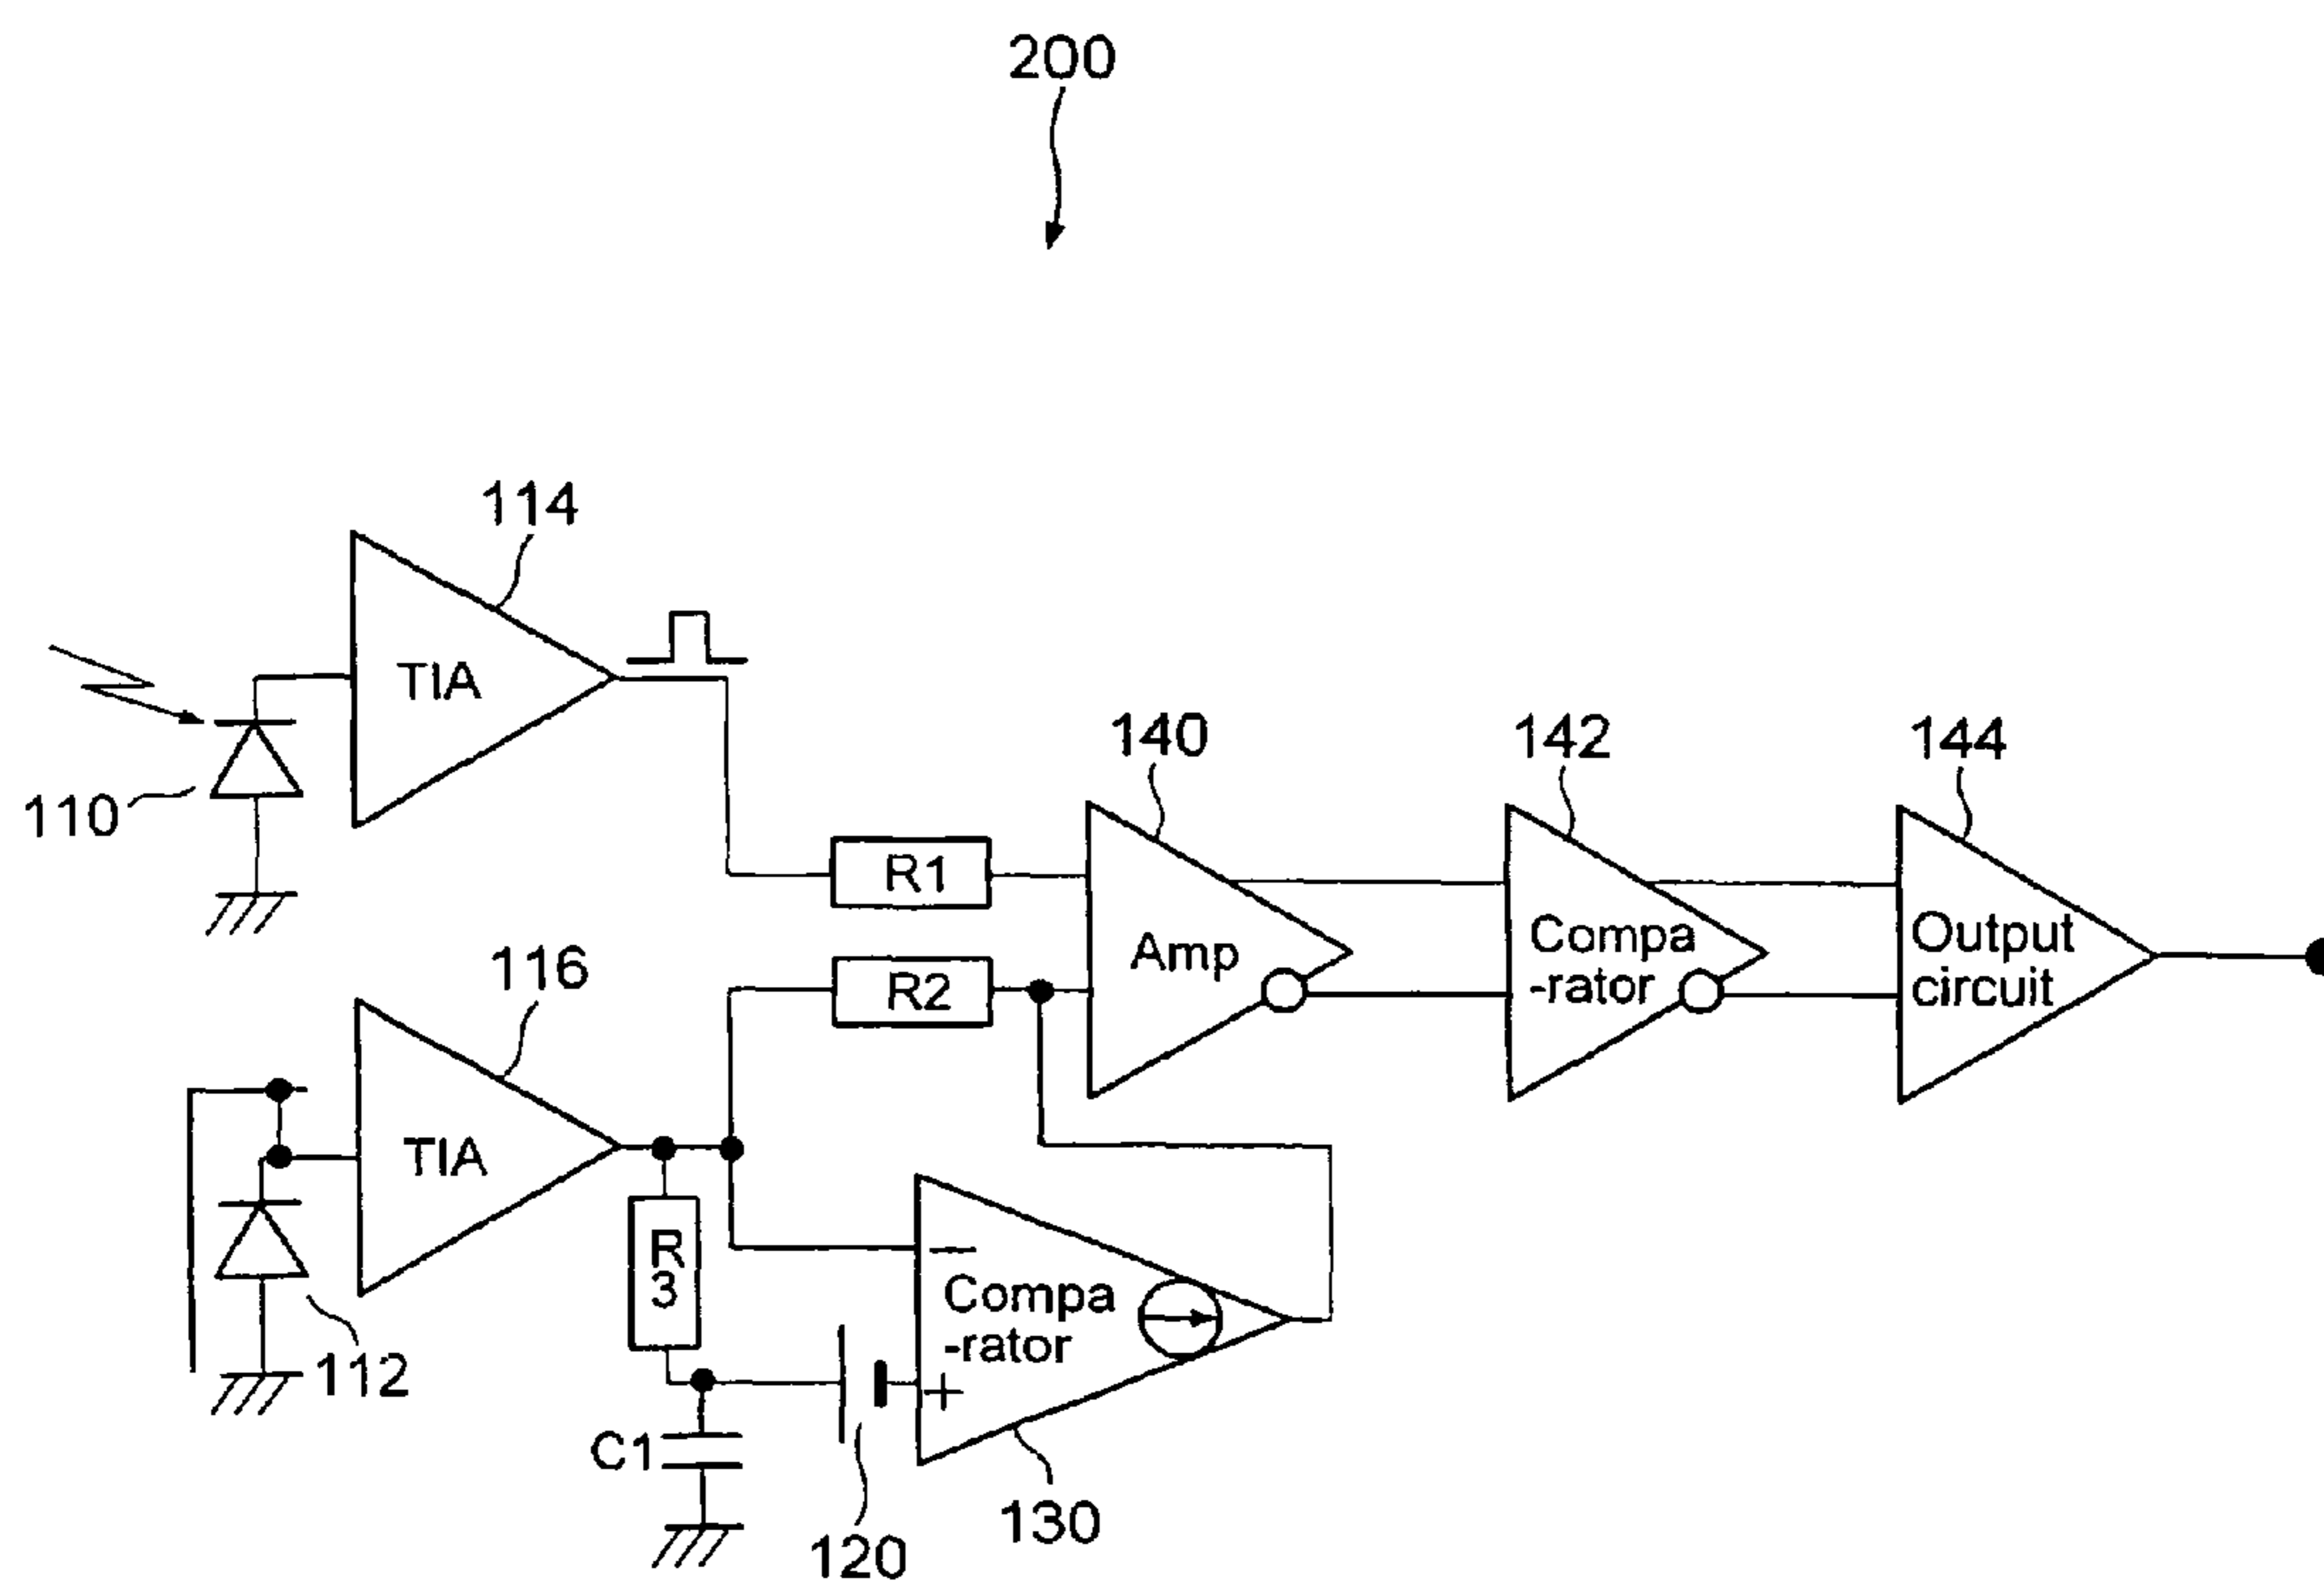 200
114
TIA
110
140
142
144
R1
Amp
Compa
-rator
Output
circuit
116
R2
TIA
R
3
112
Compa
-rator
−
+
C1
120
130